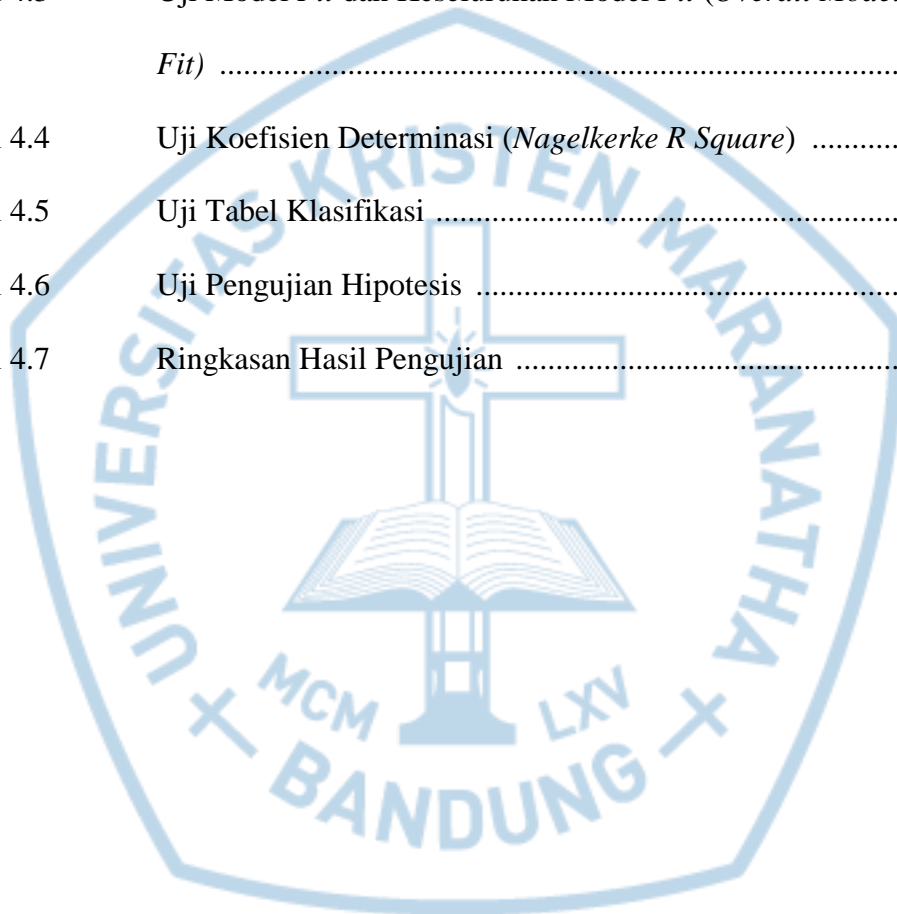 Fit) ....................................................................................
4.4 Uji Koefisien Determinasi (Nagelkerke R Square) ...........
4.5 Uji Tabel Klasifikasi ..........................................................
4.6 Uji Pengujian Hipotesis .....................................................
4.7 Ringkasan Hasil Pengujian ................................................
UNIVERSITAS KRISTEN MARANATHA
MCM LXV
BANDUNG